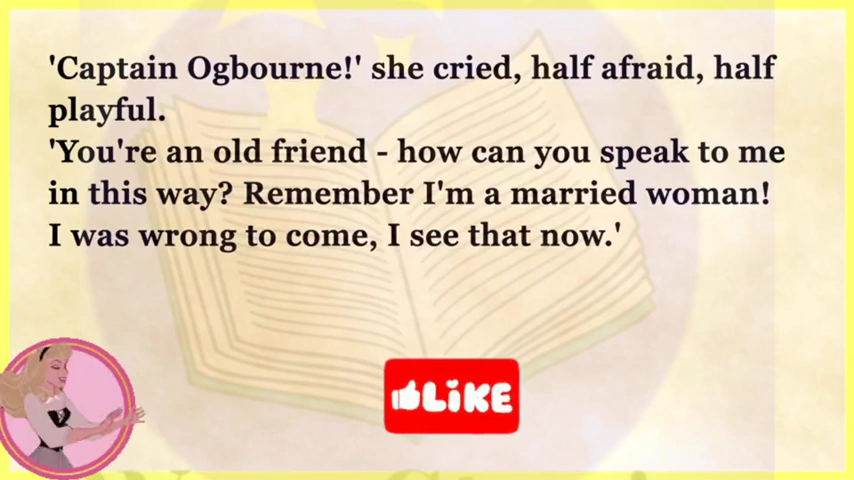 'Captain Ogbourne!' she cried, half afraid, half
playful.
'You're an old friend - how can you speak to me
in this way? Remember I'm a married woman!
I was wrong to come, I see that now.'
LiKE